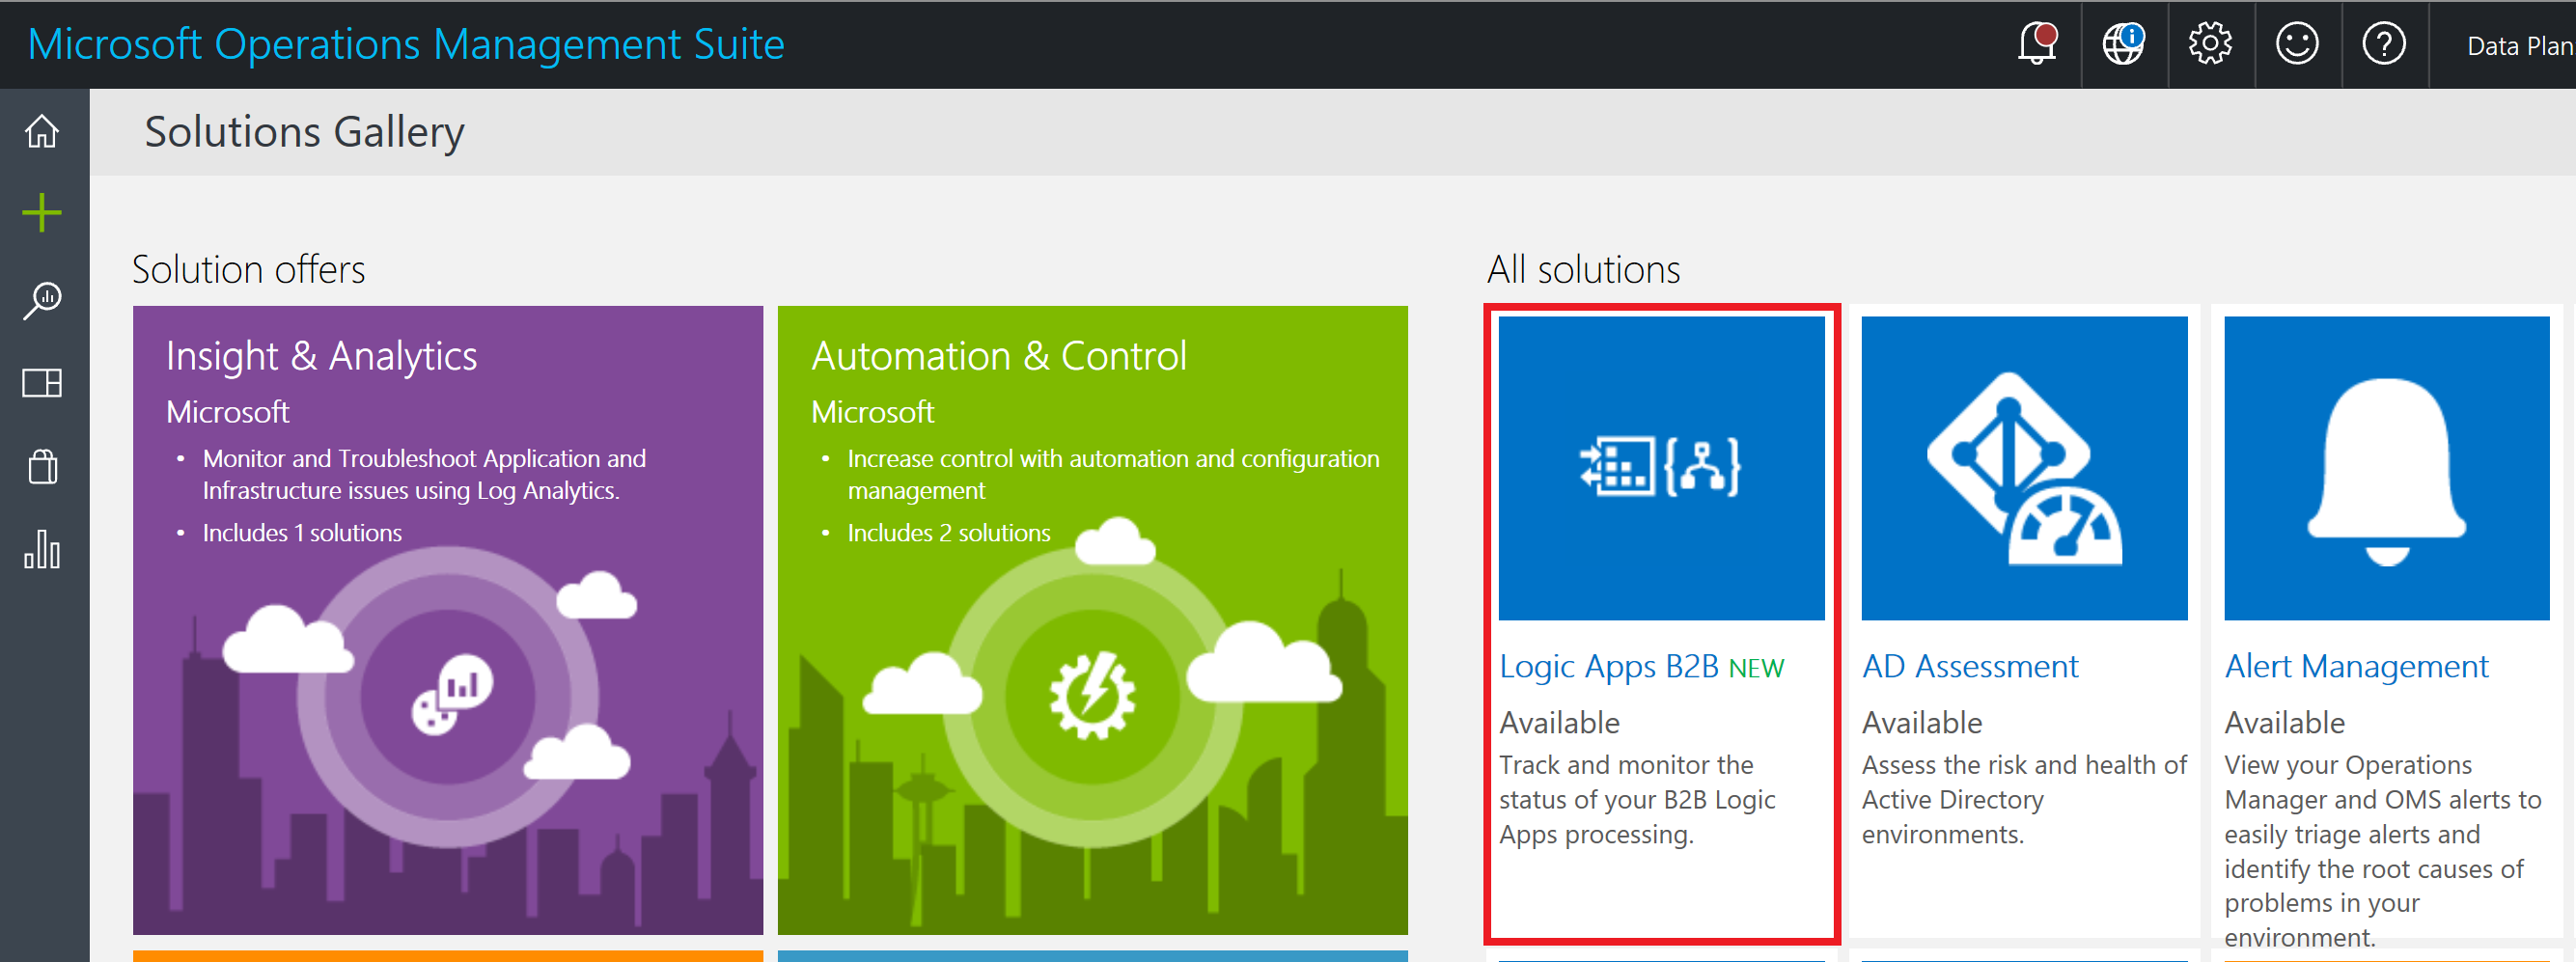 Microsoft Operations Management Suite
Data Plan
Solutions Gallery
Solution offers
Insight & Analytics
Microsoft
• Monitor and Troubleshoot Application and
Infrastructure issues using Log Analytics.
• Includes 1 solutions
Automation & Control
Microsoft
• Increase control with automation and configuration
management
• Includes 2 solutions
All solutions
Logic Apps B2B NEW
Available
Track and monitor the
status of your B2B Logic
Apps processing.
AD Assessment
Available
Assess the risk and health of
Active Directory
environments.
Alert Management
Available
View your Operations
Manager and OMS alerts to
easily triage alerts and
identify the root causes of
problems in your
environment.